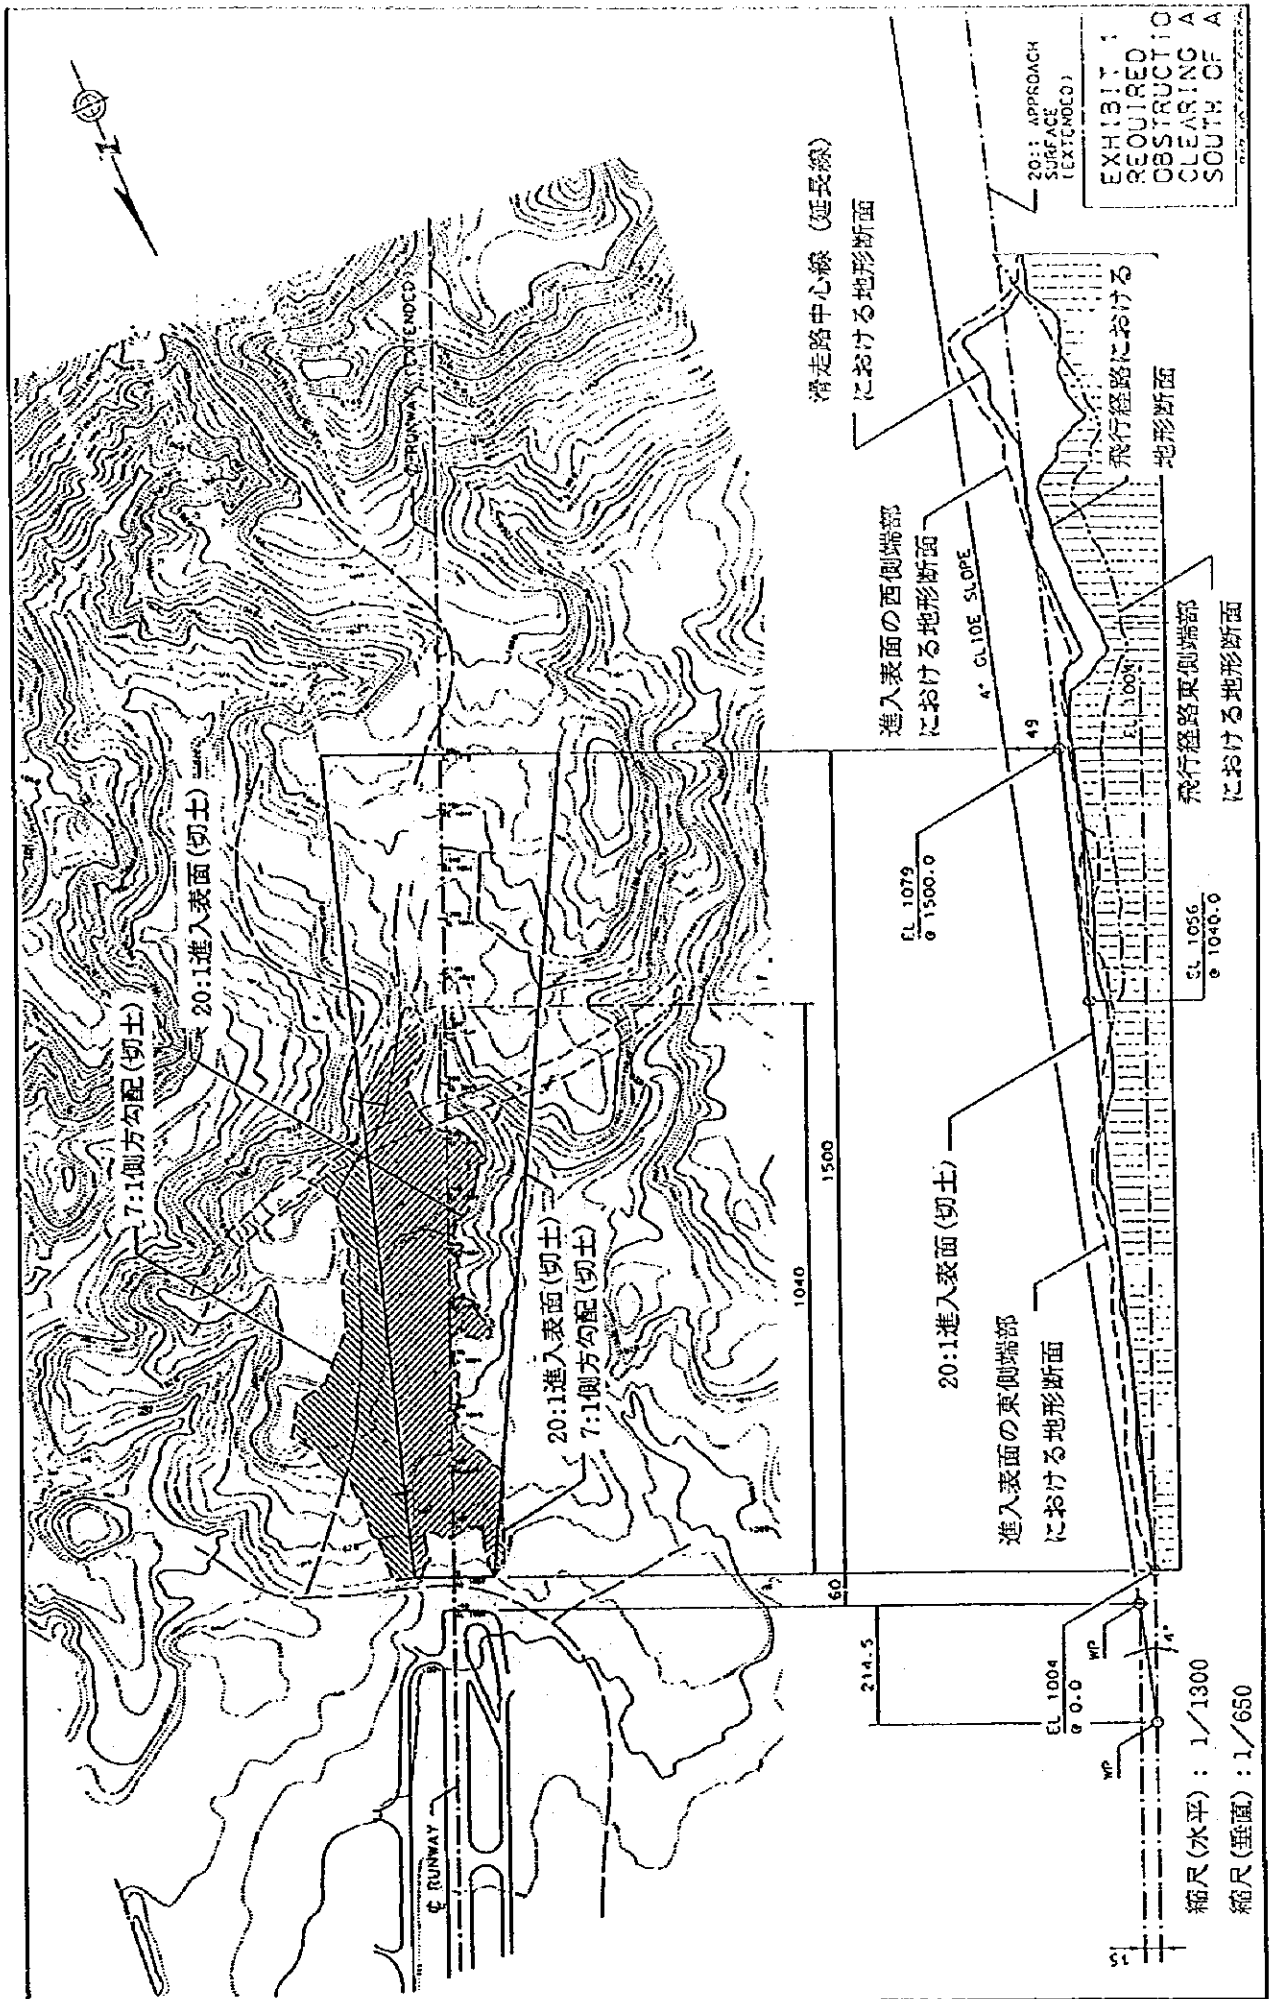 7:1側方勾配(切土)
20:1進入表面(切土)
℄ RUNWAY (EXTENDED)
℄ RUNWAY
20:1進入表面(切土)
7:1側方勾配(切土)
1500
1040
60
214.5
滑走路中心線 (延長線)
における地形断面
進入表面の西側端部
における地形断面
4° GLIDE SLOPE
20:1 APPROACH
SURFACE
(EXTENDED)
49
EL 1079
@ 1500.0
飛行経路における
地形断面
飛行経路東側端部
における地形断面
EL 1056
@ 1040.0
20:1進入表面(切土)
進入表面の東側端部
における地形断面
EL 1004
@ 0.0
WP
WP
4°
15
縮尺(水平) : 1/1300
縮尺(垂直) : 1/650
EXHIBIT
REQUIRED
OBSTRUCTIO
CLEARING A
SOUTH OF A